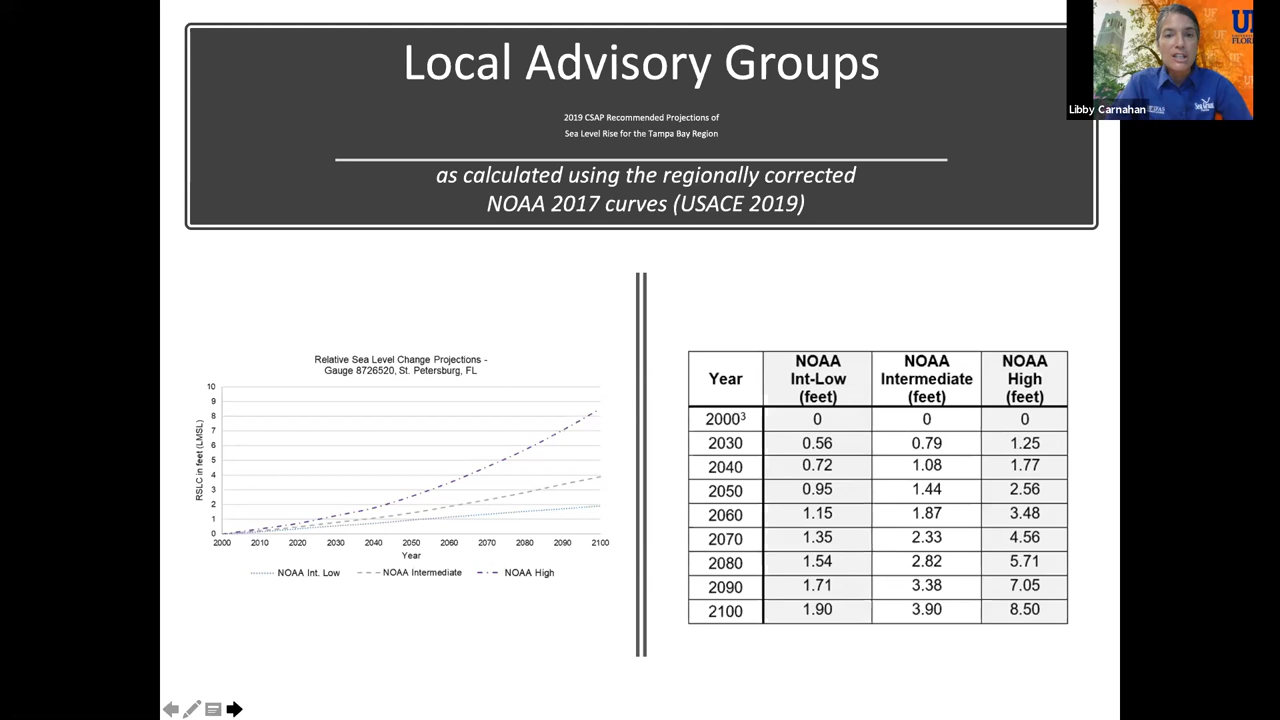 Local Advisory Groups
2019 CSAP Recommended Projections of
Sea Level Rise for the Tampa Bay Region
as calculated using the regionally corrected
NOAA 2017 curves (USACE 2019)
Libby Carnahan
Relative Sea Level Change Projections -
Gauge 8726520, St. Petersburg, FL
RSLC in feet (LMSL)
10
9
8
7
6
5
4
3
2
1
0
2000 2010 2020 2030 2040 2050 2060 2070 2080 2090 2100
Year
NOAA Int. Low NOAA Intermediate NOAA High
Year NOAA Int-Low (feet) NOAA Intermediate (feet) NOAA High (feet)
2000³ 0 0 0
2030 0.56 0.79 1.25
2040 0.72 1.08 1.77
2050 0.95 1.44 2.56
2060 1.15 1.87 3.48
2070 1.35 2.33 4.56
2080 1.54 2.82 5.71
2090 1.71 3.38 7.05
2100 1.90 3.90 8.50